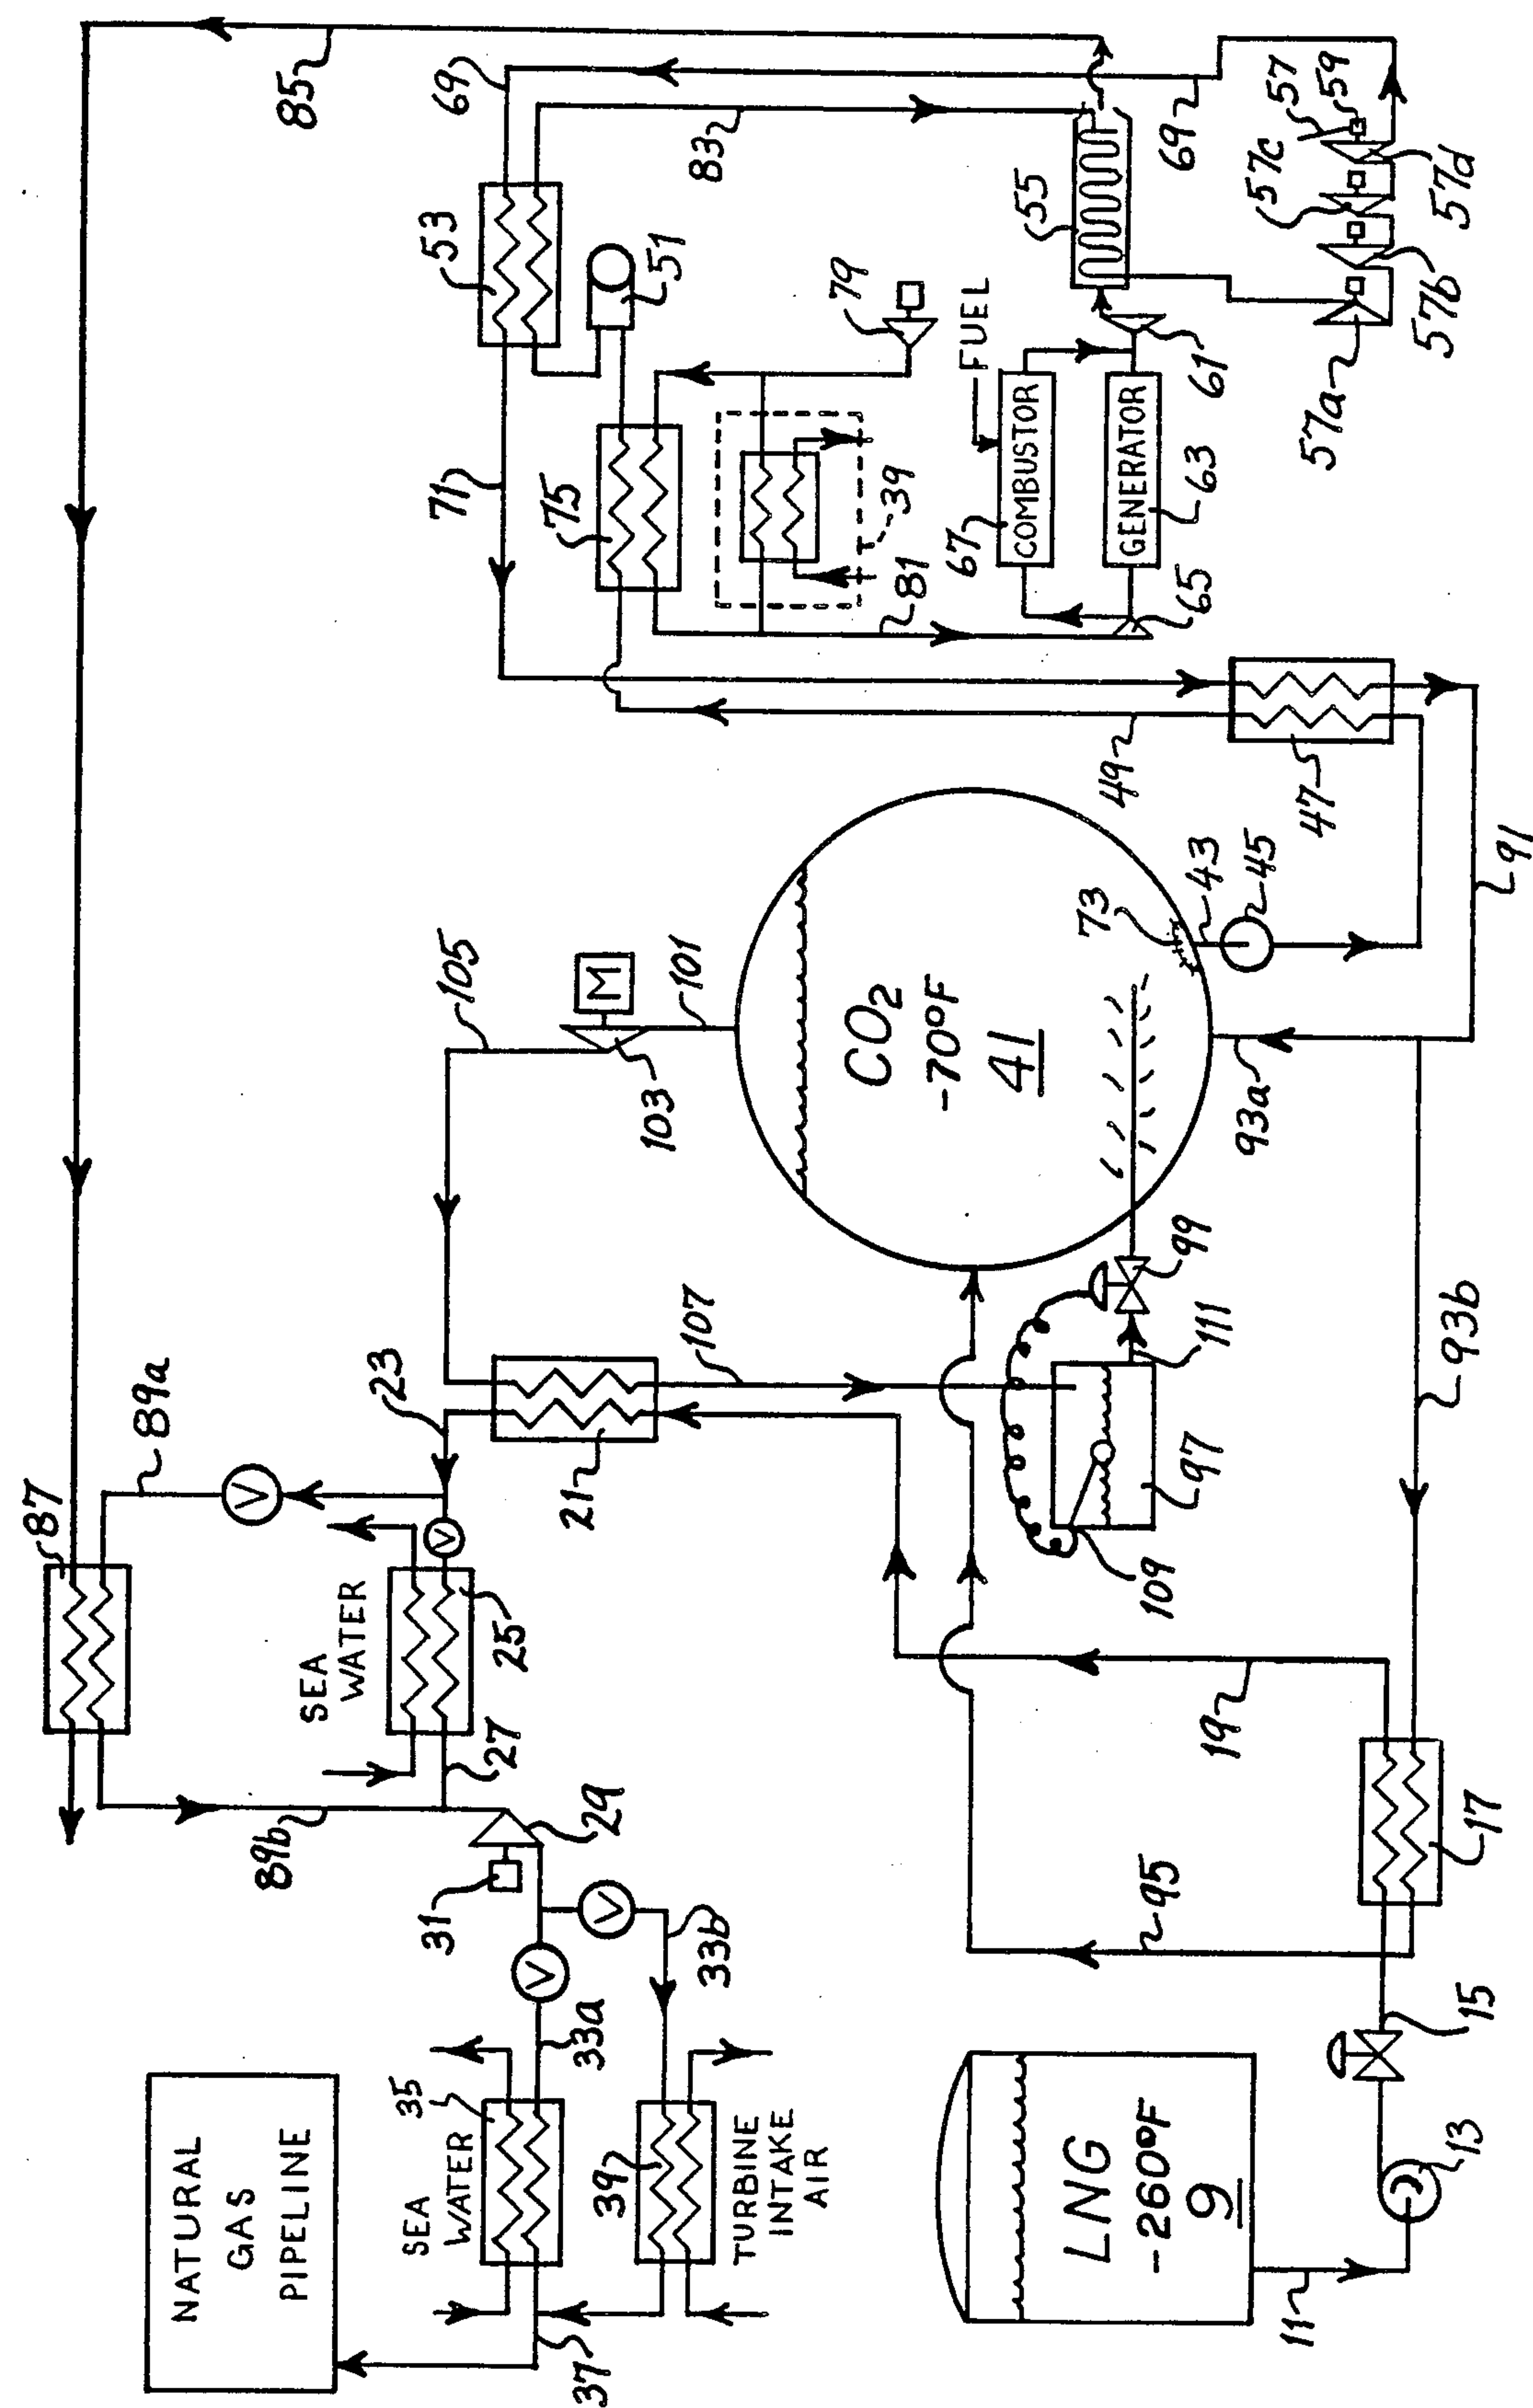 85
69
53
51
83
71
75
79
FUEL
55
69
57
59
57c
57d
57b
57a
61
COMBUSTOR
67
GENERATOR
63
65
39
81
49
47
91
105
M
101
103
73
43
45
CO₂
-70°F
41
93a
107
99
111
97
109
93b
23
89a
21
87
SEA
WATER
25
27
V
V
89b
29
31
V
V
33b
33a
19
17
95
15
13
NATURAL
GAS
PIPELINE
35
SEA
WATER
39
TURBINE
INTAKE
AIR
37
LNG
-260°F
9
11